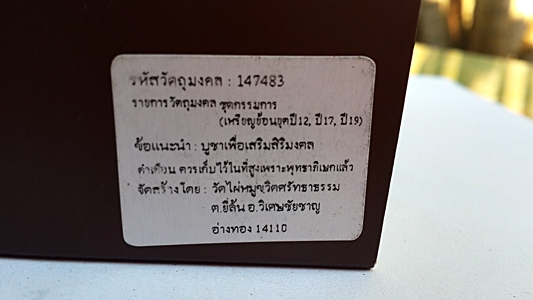 รหัสวัตถุมงคล : 147483
รายการวัตถุมงคล ชุดกรรมการ
(เหรียญย้อนยุคปี12, ปี17, ปี19)
ข้อแนะนำ : บูชาเพื่อเสริมสิริมงคล
คำเตือน ควรเก็บไว้ในที่สูงเพราะพุทธาภิเษกแล้ว
จัดสร้างโดย : วัดไผ่หมูขวิดศรัทธาธรรม
ต.ยี่ล้น อ.วิเศษชัยชาญ
อ่างทอง 14110